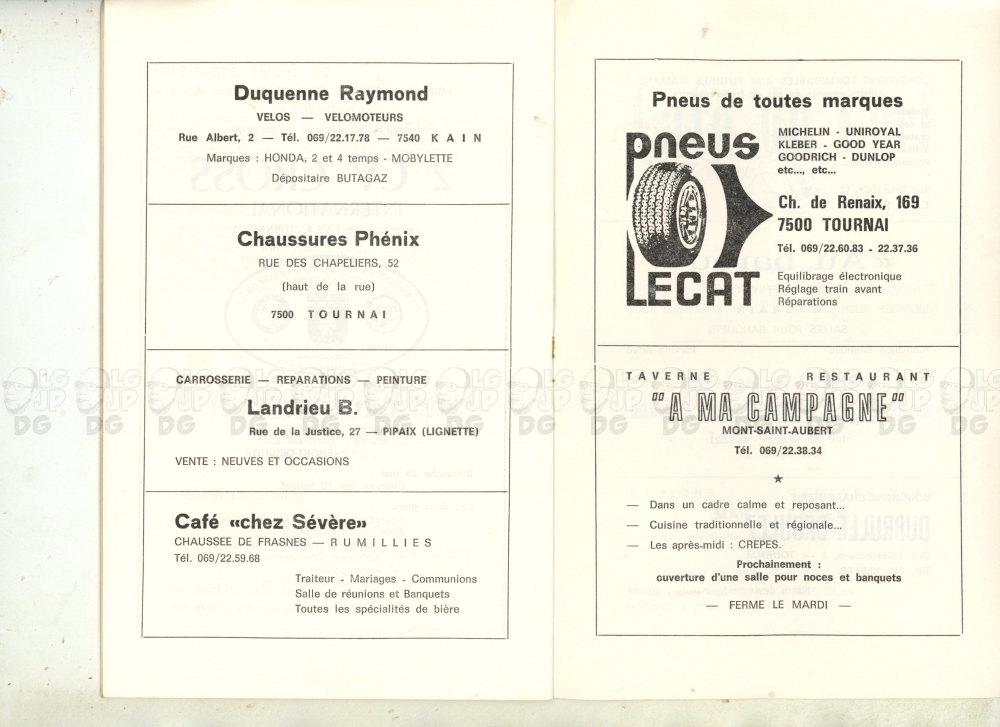 Duquenne Raymond
VELOS — VELOMOTEURS
Rue Albert, 2 — Tél. 069/22.17.78 — 7540 KAIN
Marques : HONDA, 2 et 4 temps - MOBYLETTE
Dépositaire BUTAGAZ
Chaussures Phénix
RUE DES CHAPELIERS, 52
(haut de la rue)
7500 TOURNAI
CARROSSERIE — REPARATIONS — PEINTURE
Landrieu B.
Rue de la Justice, 27 — PIPAIX (LIGNETTE)
VENTE : NEUVES ET OCCASIONS
Café «chez Sévère»
CHAUSSEE DE FRASNES — RUMILLIES
Tél. 069/22.59.68
Traiteur - Mariages - Communions
Salle de réunions et Banquets
Toutes les spécialités de bière
Pneus de toutes marques
pneus
LECAT
MICHELIN - UNIROYAL
KLEBER - GOOD YEAR
GOODRICH - DUNLOP
etc..., etc...
Ch. de Renaix, 169
7500 TOURNAI
Tél. 069/22.60.83 - 22.37.36
Equilibrage électronique
Réglage train avant
Réparations
TAVERNE RESTAURANT
""A MA CAMPAGNE""
MONT-SAINT-AUBERT
Tél. 069/22.38.34
— Dans un cadre calme et reposant...
— Cuisine traditionnelle et régionale...
— Les après-midi : CREPES.
Prochainement :
ouverture d'une salle pour noces et banquets
— FERME LE MARDI —